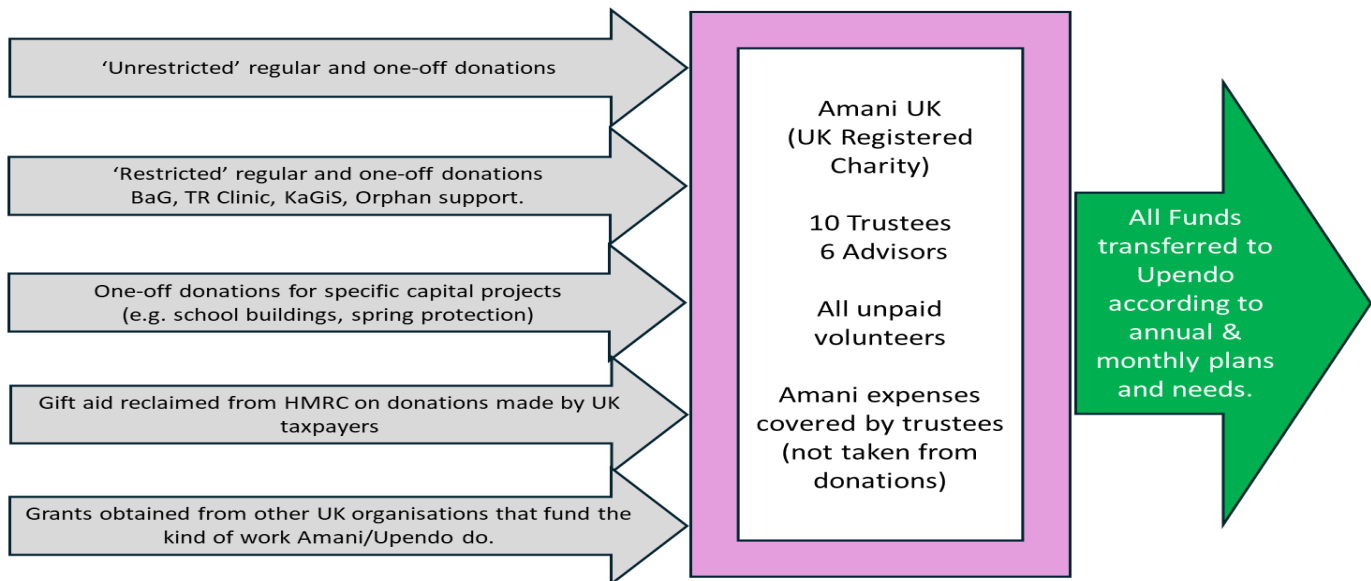 ‘Unrestricted’ regular and one-off donations
‘Restricted’ regular and one-off donations
BaG, TR Clinic, KaGiS, Orphan support.
One-off donations for specific capital projects
(e.g. school buildings, spring protection)
Gift aid reclaimed from HMRC on donations made by UK
taxpayers
Grants obtained from other UK organisations that fund the
kind of work Amani/Upendo do.
Amani UK
(UK Registered
Charity)
10 Trustees
6 Advisors
All unpaid
volunteers
Amani expenses
covered by trustees
(not taken from
donations)
All Funds
transferred to
Upendo
according to
annual &
monthly plans
and needs.